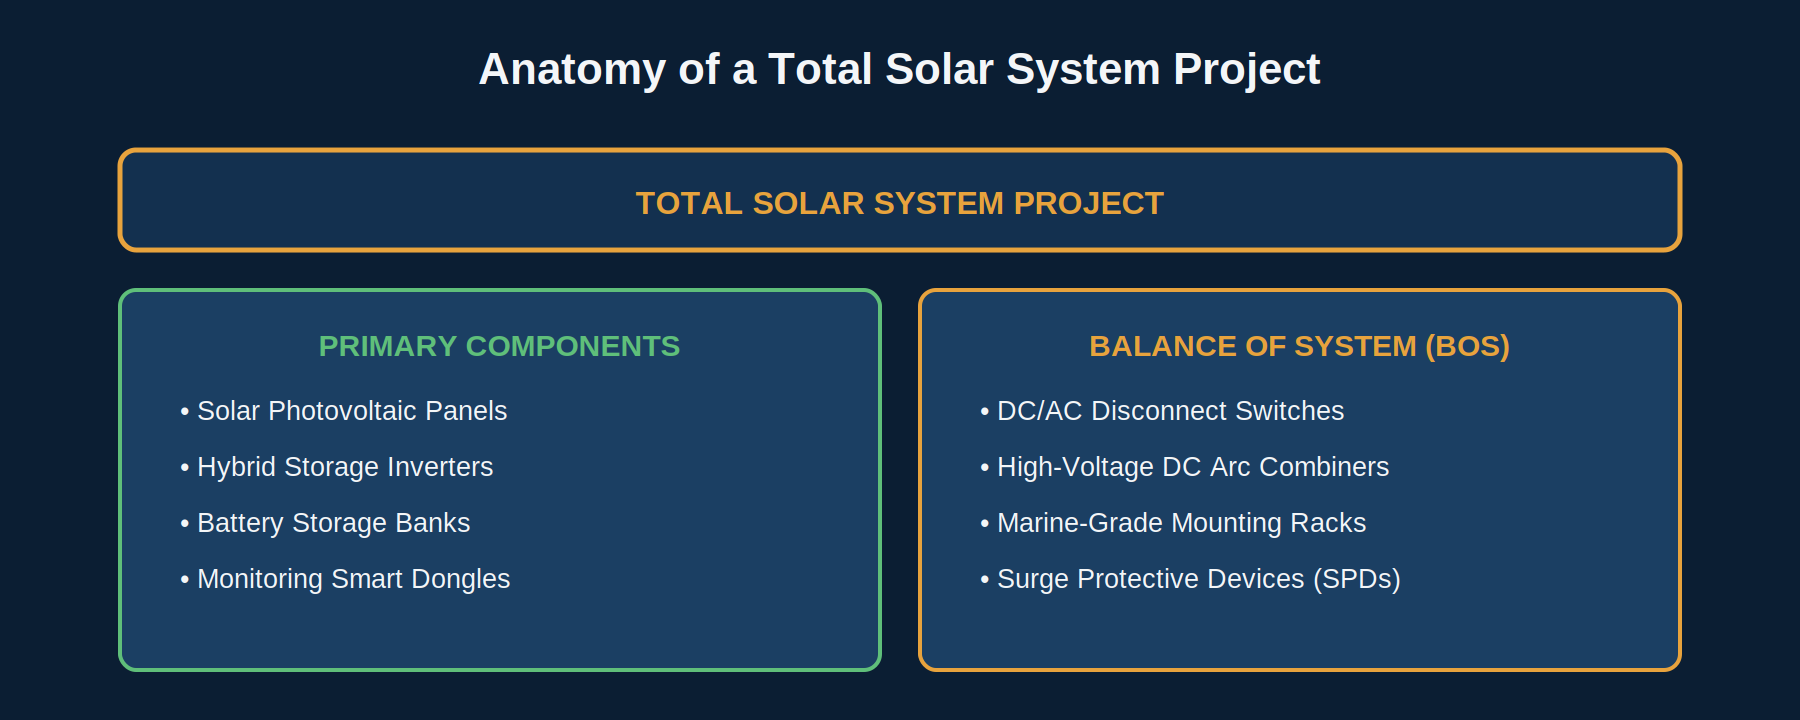 Anatomy of a Total Solar System Project
TOTAL SOLAR SYSTEM PROJECT
PRIMARY COMPONENTS
• Solar Photovoltaic Panels
• Hybrid Storage Inverters
• Battery Storage Banks
• Monitoring Smart Dongles
BALANCE OF SYSTEM (BOS)
• DC/AC Disconnect Switches
• High-Voltage DC Arc Combiners
• Marine-Grade Mounting Racks
• Surge Protective Devices (SPDs)